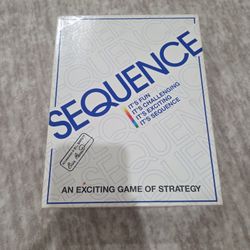 SEQUENCE
IT'S FUN
IT'S CHALLENGING
IT'S EXCITING
IT'S SEQUENCE
AN EXCITING GAME OF STRATEGY